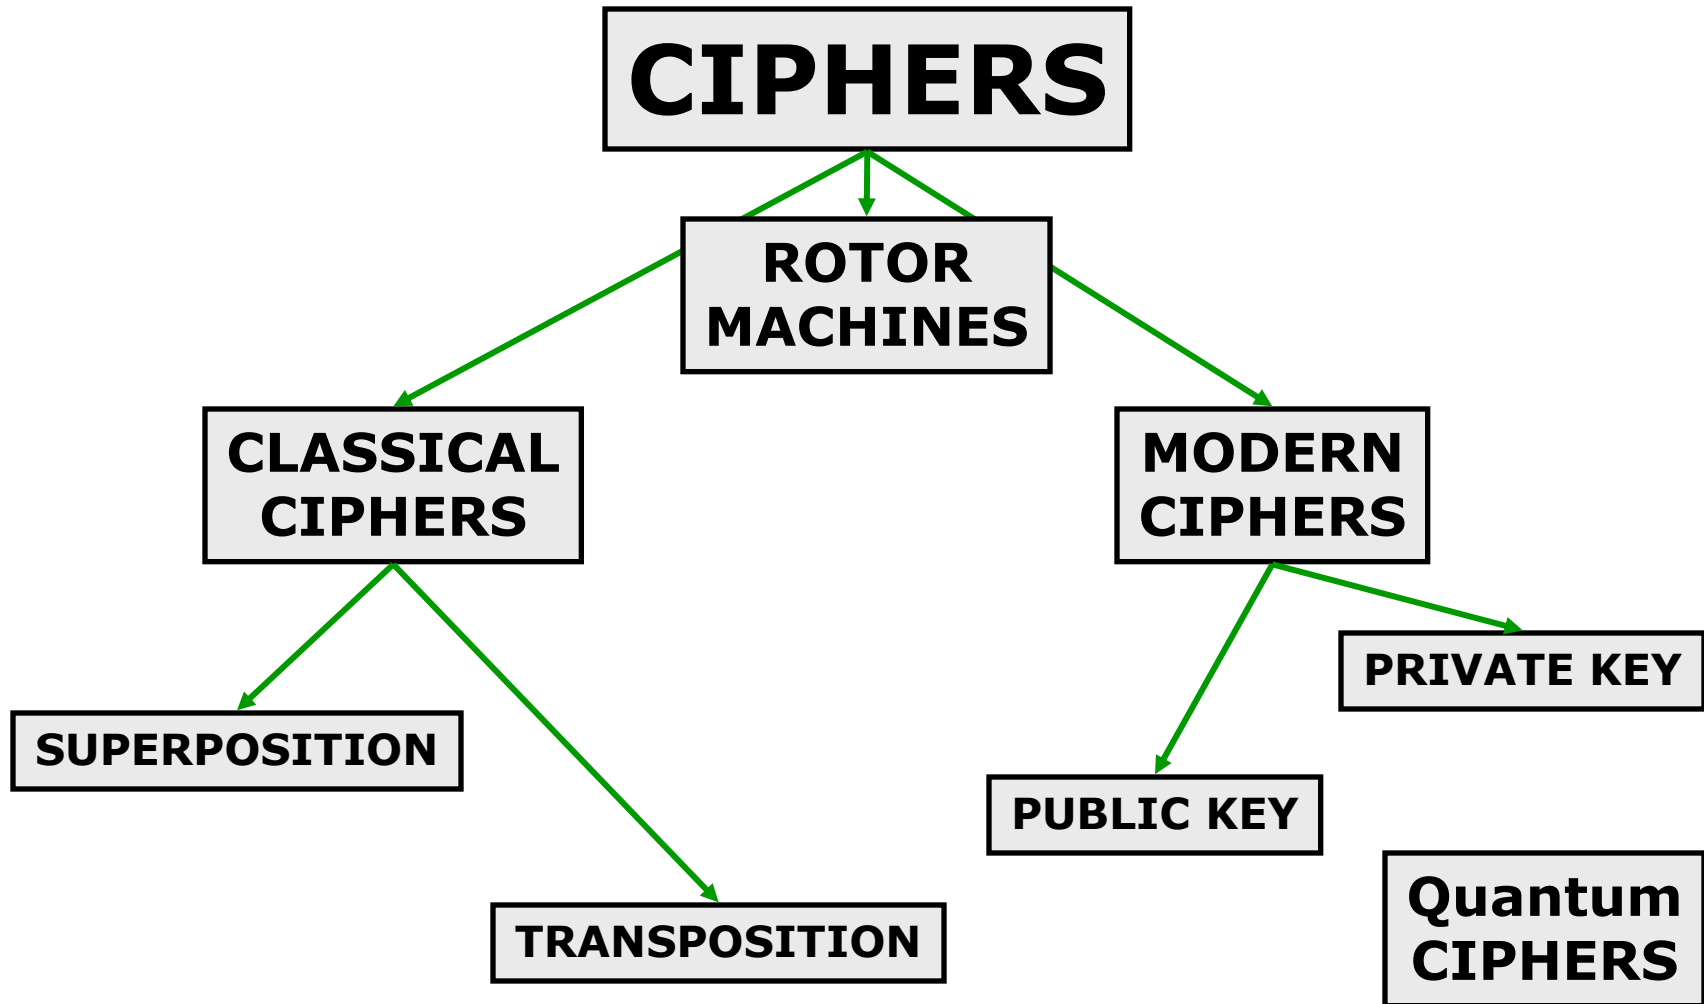 CIPHERS
ROTOR
MACHINES
CLASSICAL
CIPHERS
MODERN
CIPHERS
PRIVATE KEY
SUPERPOSITION
PUBLIC KEY
TRANSPOSITION
Quantum
CIPHERS